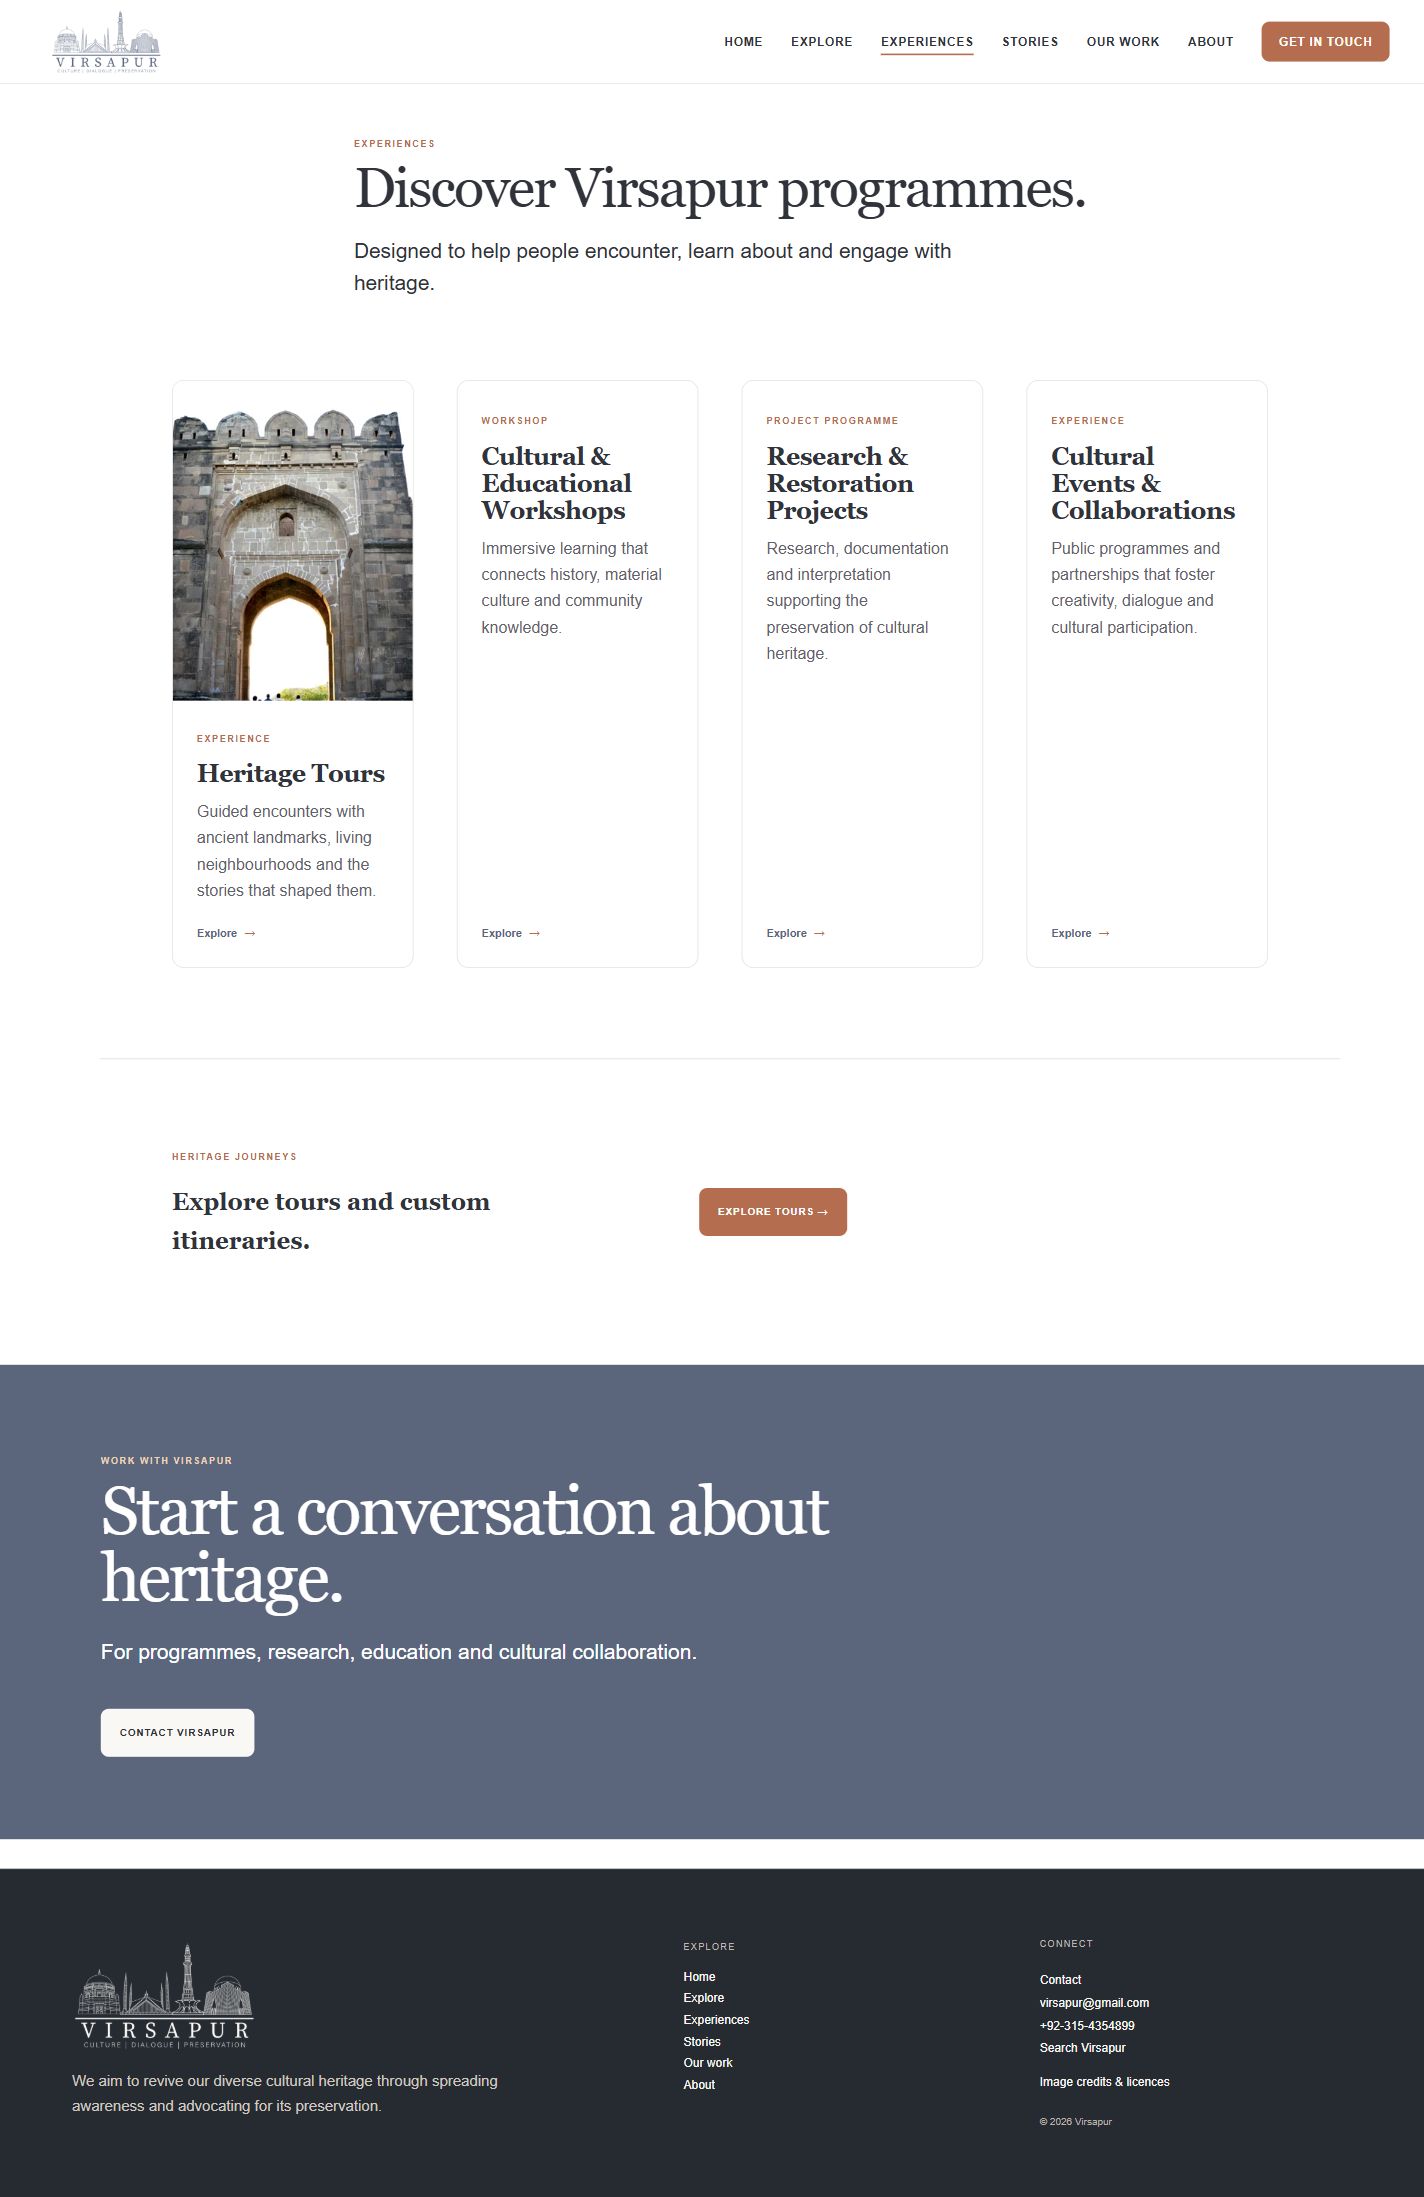 VIRSAPUR
CULTURE | DIALOGUE | PRESERVATION
HOME EXPLORE EXPERIENCES STORIES OUR WORK ABOUT GET IN TOUCH
EXPERIENCES
Discover Virsapur programmes.
Designed to help people encounter, learn about and engage with
heritage.
EXPERIENCE
Heritage Tours
Guided encounters with
ancient landmarks, living
neighbourhoods and the
stories that shaped them.
Explore →
WORKSHOP
Cultural &
Educational
Workshops
Immersive learning that
connects history, material
culture and community
knowledge.
Explore →
PROJECT PROGRAMME
Research &
Restoration
Projects
Research, documentation
and interpretation
supporting the
preservation of cultural
heritage.
Explore →
EXPERIENCE
Cultural
Events &
Collaborations
Public programmes and
partnerships that foster
creativity, dialogue and
cultural participation.
Explore →
HERITAGE JOURNEYS
Explore tours and custom
itineraries.
EXPLORE TOURS →
WORK WITH VIRSAPUR
Start a conversation about
heritage.
For programmes, research, education and cultural collaboration.
CONTACT VIRSAPUR
VIRSAPUR
CULTURE | DIALOGUE | PRESERVATION
We aim to revive our diverse cultural heritage through spreading
awareness and advocating for its preservation.
EXPLORE
Home
Explore
Experiences
Stories
Our work
About
CONNECT
Contact
virsapur@gmail.com
+92-315-4354899
Search Virsapur
Image credits & licences
© 2026 Virsapur